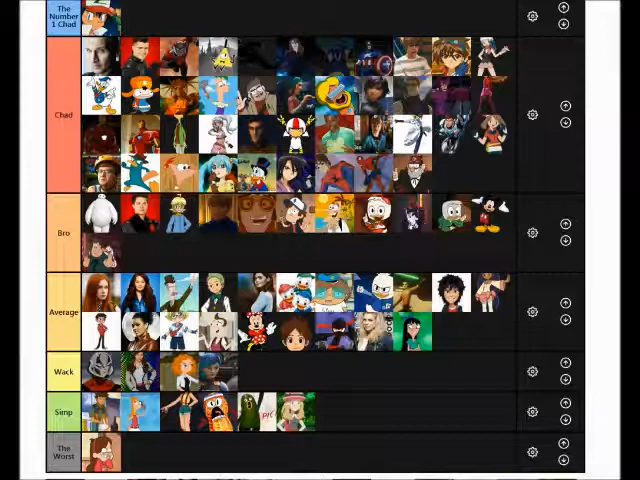 The
Number
1 Chad
Chad
Bro
Average
Wack
Simp
The
Worst